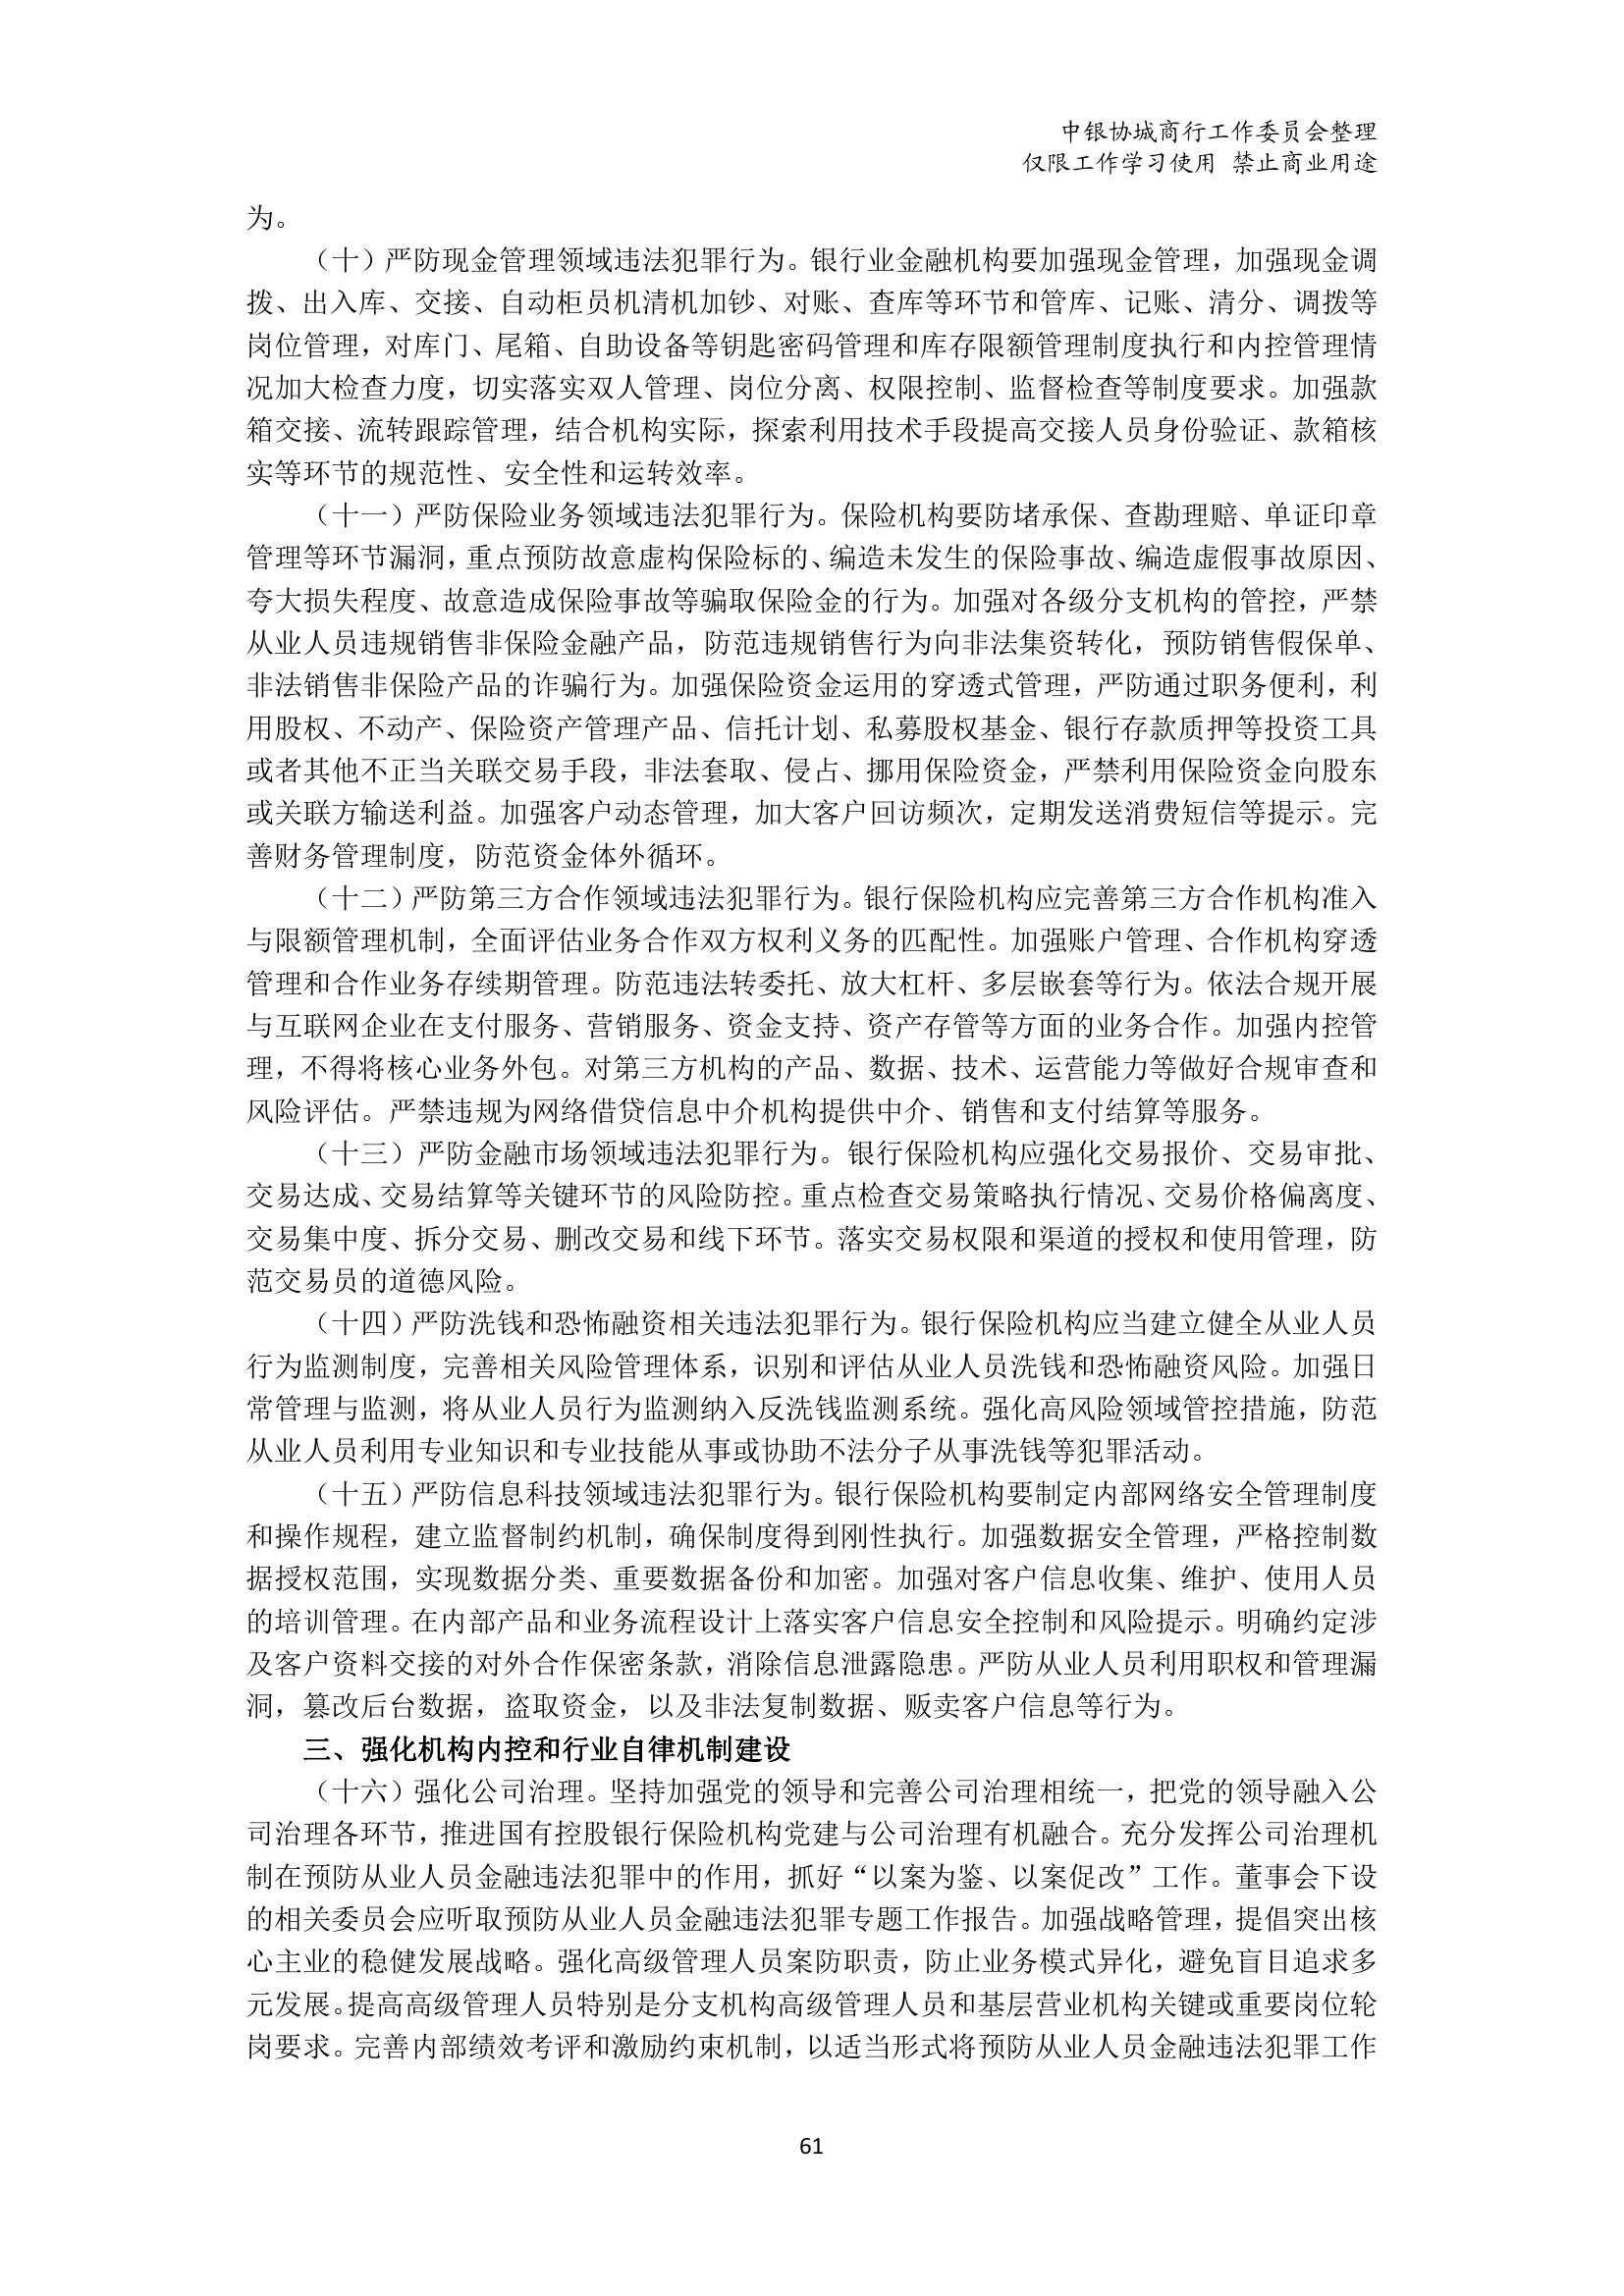 中银协城商行工作委员会整理
仅限工作学习使用 禁止商业用途
为。
（十）严防现金管理领域违法犯罪行为。银行业金融机构要加强现金管理，加强现金调
拨、出入库、交接、自动柜员机清机加钞、对账、查库等环节和管库、记账、清分、调拨等
岗位管理，对库门、尾箱、自助设备等钥匙密码管理和库存限额管理制度执行和内控管理情
况加大检查力度，切实落实双人管理、岗位分离、权限控制、监督检查等制度要求。加强款
箱交接、流转跟踪管理，结合机构实际，探索利用技术手段提高交接人员身份验证、款箱核
实等环节的规范性、安全性和运转效率。
（十一）严防保险业务领域违法犯罪行为。保险机构要防堵承保、查勘理赔、单证印章
管理等环节漏洞，重点预防故意虚构保险标的、编造未发生的保险事故、编造虚假事故原因、
夸大损失程度、故意造成保险事故等骗取保险金的行为。加强对各级分支机构的管控，严禁
从业人员违规销售非保险金融产品，防范违规销售行为向非法集资转化，预防销售假保单、
非法销售非保险产品的诈骗行为。加强保险资金运用的穿透式管理，严防通过职务便利，利
用股权、不动产、保险资产管理产品、信托计划、私募股权基金、银行存款质押等投资工具
或者其他不正当关联交易手段，非法套取、侵占、挪用保险资金，严禁利用保险资金向股东
或关联方输送利益。加强客户动态管理，加大客户回访频次，定期发送消费短信等提示。完
善财务管理制度，防范资金体外循环。
（十二）严防第三方合作领域违法犯罪行为。银行保险机构应完善第三方合作机构准入
与限额管理机制，全面评估业务合作双方权利义务的匹配性。加强账户管理、合作机构穿透
管理和合作业务存续期管理。防范违法转委托、放大杠杆、多层嵌套等行为。依法合规开展
与互联网企业在支付服务、营销服务、资金支持、资产存管等方面的业务合作。加强内控管
理，不得将核心业务外包。对第三方机构的产品、数据、技术、运营能力等做好合规审查和
风险评估。严禁违规为网络借贷信息中介机构提供中介、销售和支付结算等服务。
（十三）严防金融市场领域违法犯罪行为。银行保险机构应强化交易报价、交易审批、
交易达成、交易结算等关键环节的风险防控。重点检查交易策略执行情况、交易价格偏离度、
交易集中度、拆分交易、删改交易和线下环节。落实交易权限和渠道的授权和使用管理，防
范交易员的道德风险。
（十四）严防洗钱和恐怖融资相关违法犯罪行为。银行保险机构应当建立健全从业人员
行为监测制度，完善相关风险管理体系，识别和评估从业人员洗钱和恐怖融资风险。加强日
常管理与监测，将从业人员行为监测纳入反洗钱监测系统。强化高风险领域管控措施，防范
从业人员利用专业知识和专业技能从事或协助不法分子从事洗钱等犯罪活动。
（十五）严防信息科技领域违法犯罪行为。银行保险机构要制定内部网络安全管理制度
和操作规程，建立监督制约机制，确保制度得到刚性执行。加强数据安全管理，严格控制数
据授权范围，实现数据分类、重要数据备份和加密。加强对客户信息收集、维护、使用人员
的培训管理。在内部产品和业务流程设计上落实客户信息安全控制和风险提示。明确约定涉
及客户资料交接的对外合作保密条款，消除信息泄露隐患。严防从业人员利用职权和管理漏
洞，篡改后台数据，盗取资金，以及非法复制数据、贩卖客户信息等行为。
三、强化机构内控和行业自律机制建设
（十六）强化公司治理。坚持加强党的领导和完善公司治理相统一，把党的领导融入公
司治理各环节，推进国有控股银行保险机构党建与公司治理有机融合。充分发挥公司治理机
制在预防从业人员金融违法犯罪中的作用，抓好“以案为鉴、以案促改”工作。董事会下设
的相关委员会应听取预防从业人员金融违法犯罪专题工作报告。加强战略管理，提倡突出核
心主业的稳健发展战略。强化高级管理人员案防职责，防止业务模式异化，避免盲目追求多
元发展。提高高级管理人员特别是分支机构高级管理人员和基层营业机构关键或重要岗位轮
岗要求。完善内部绩效考评和激励约束机制，以适当形式将预防从业人员金融违法犯罪工作
61